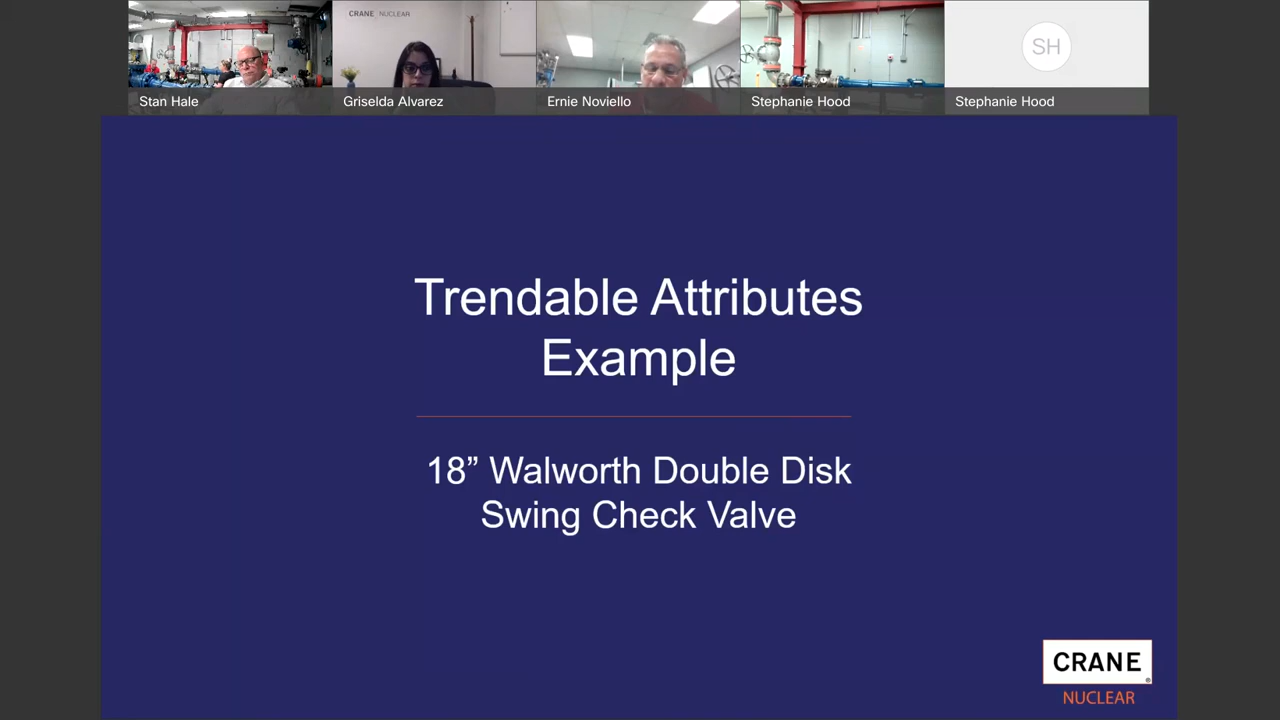 CRANE NUCLEAR
SH
Stan Hale
Griselda Alvarez
Ernie Noviello
Stephanie Hood
Stephanie Hood
Trendable Attributes
Example
18” Walworth Double Disk
Swing Check Valve
CRANE
®
NUCLEAR